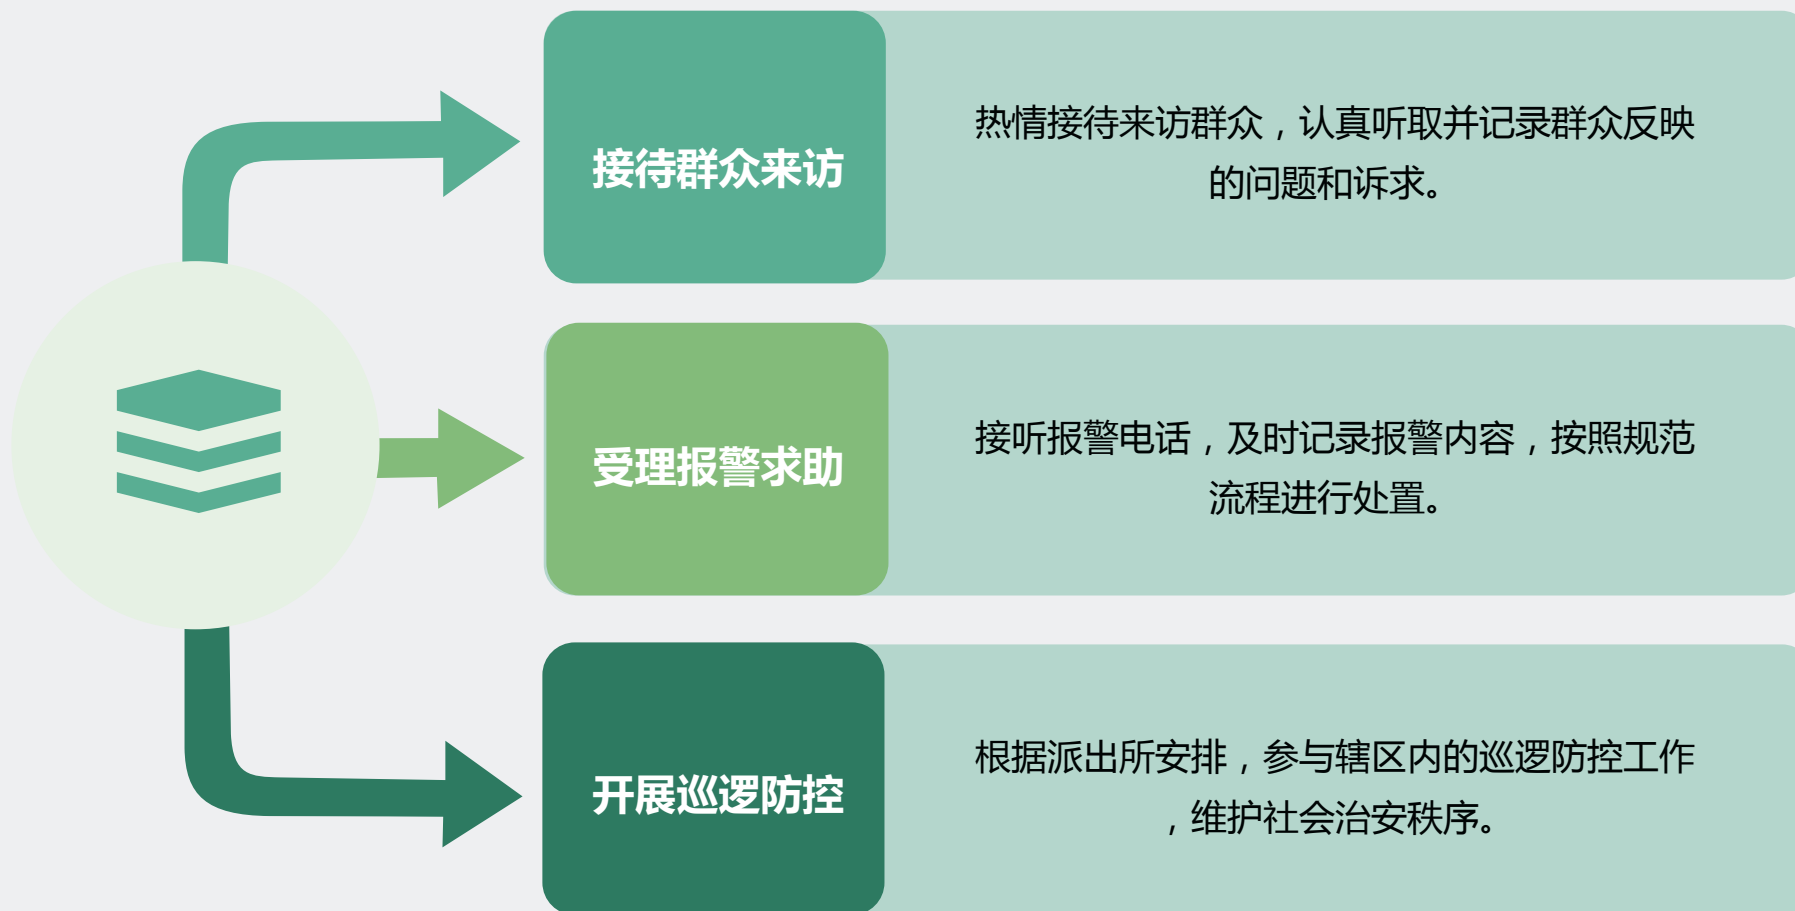 接待群众来访
热情接待来访群众，认真听取并记录群众反映
的问题和诉求。
受理报警求助
接听报警电话，及时记录报警内容，按照规范
流程进行处置。
开展巡逻防控
根据派出所安排，参与辖区内的巡逻防控工作
，维护社会治安秩序。